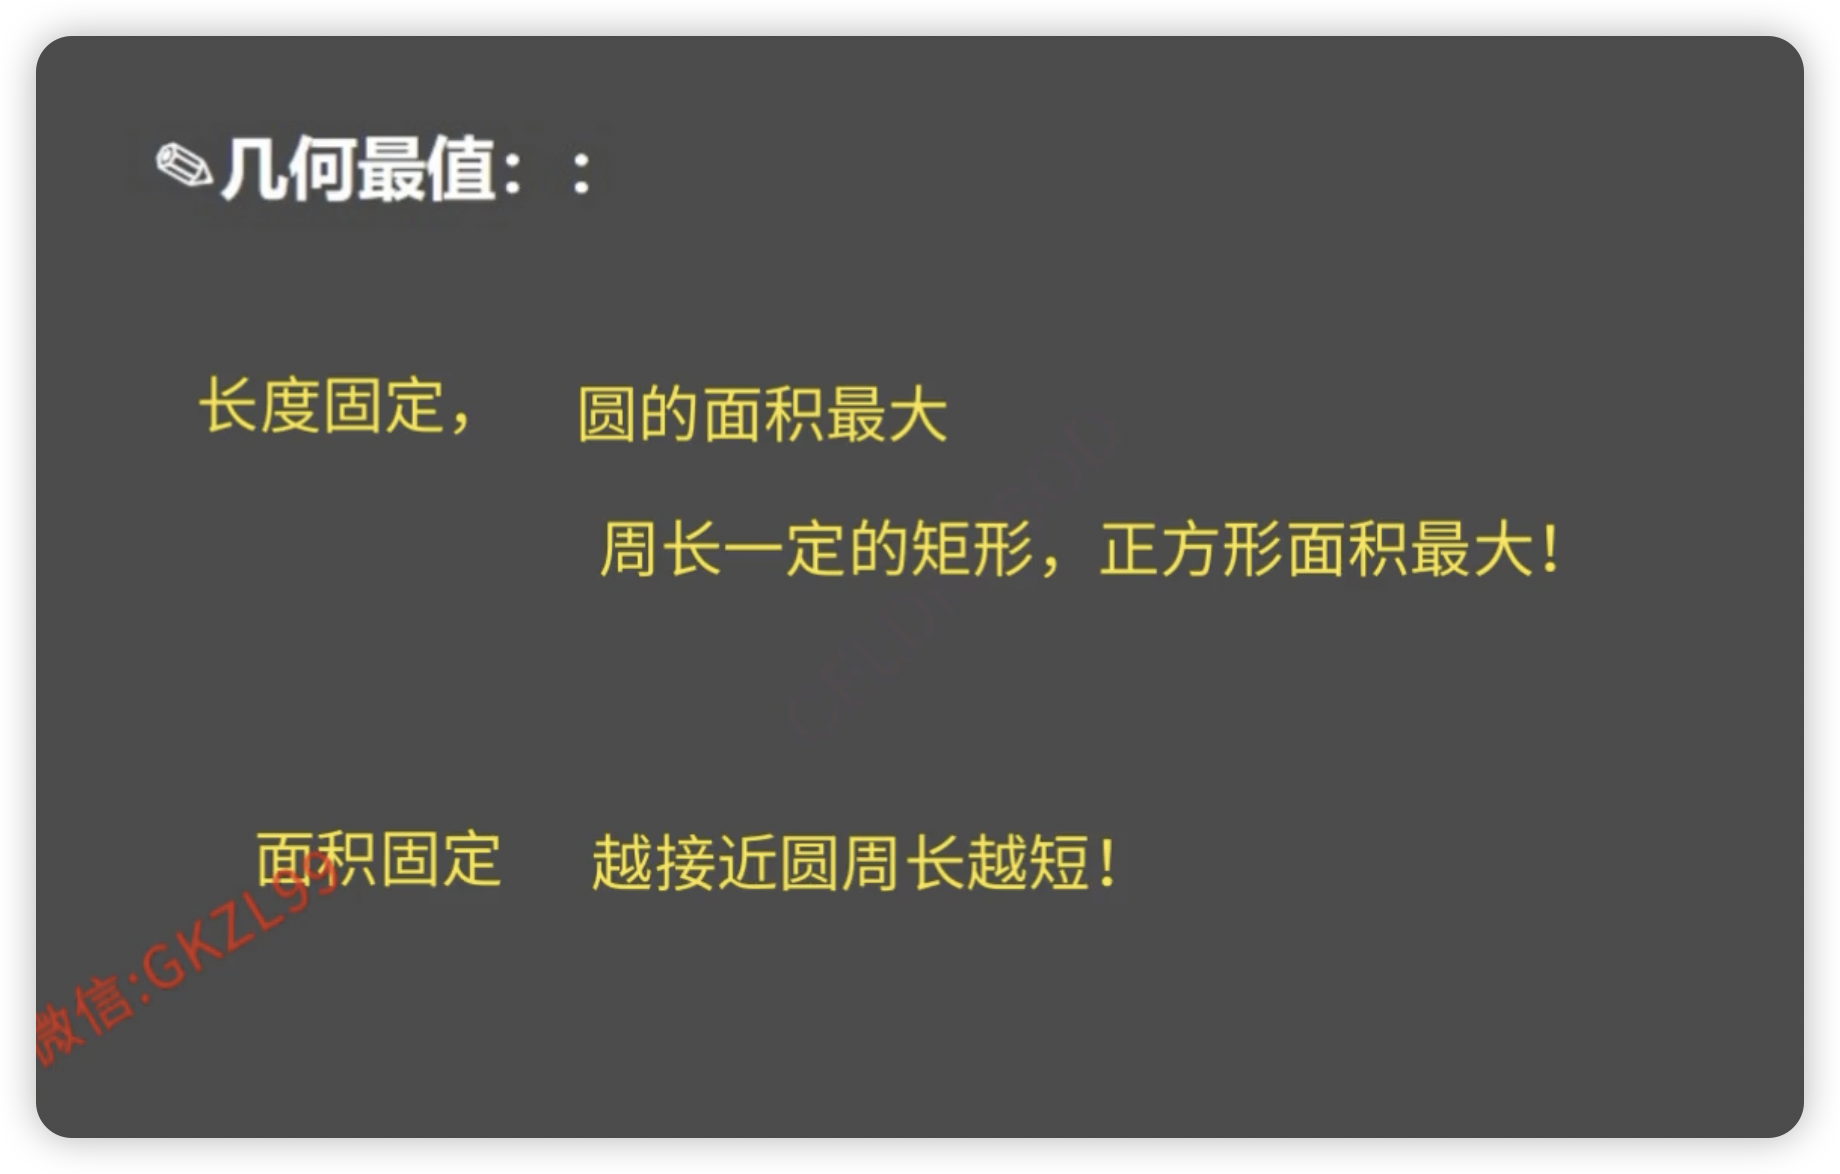 ✎几何最值：：
长度固定， 圆的面积最大
周长一定的矩形，正方形面积最大！
面积固定 越接近圆周长越短！
微信:GKZL99